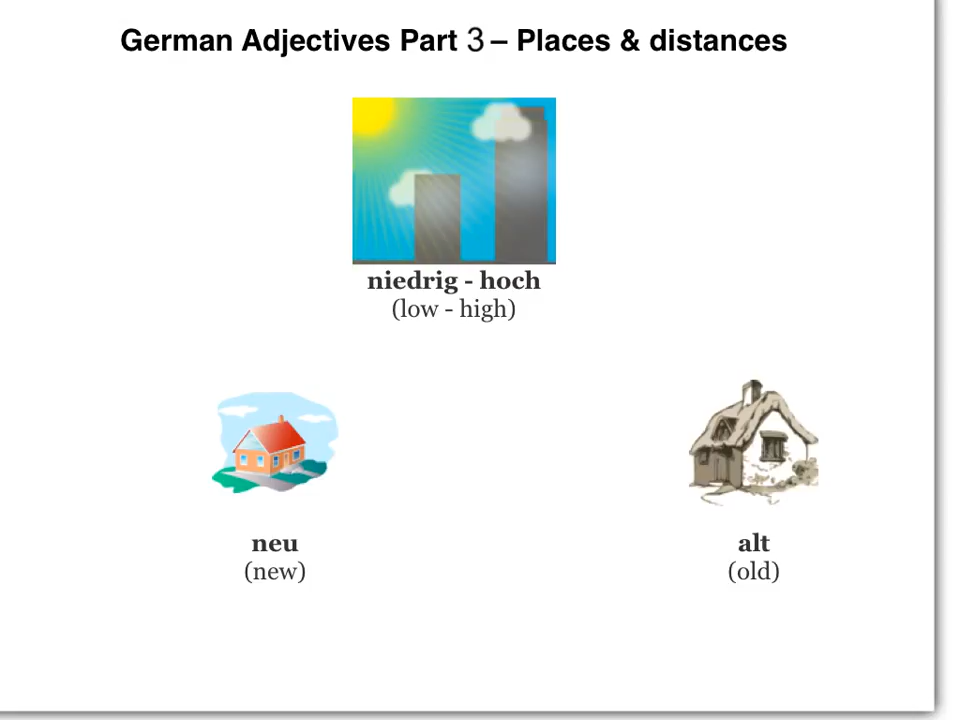 German Adjectives Part 3 – Places & distances
niedrig - hoch
(low - high)
neu
(new)
alt
(old)